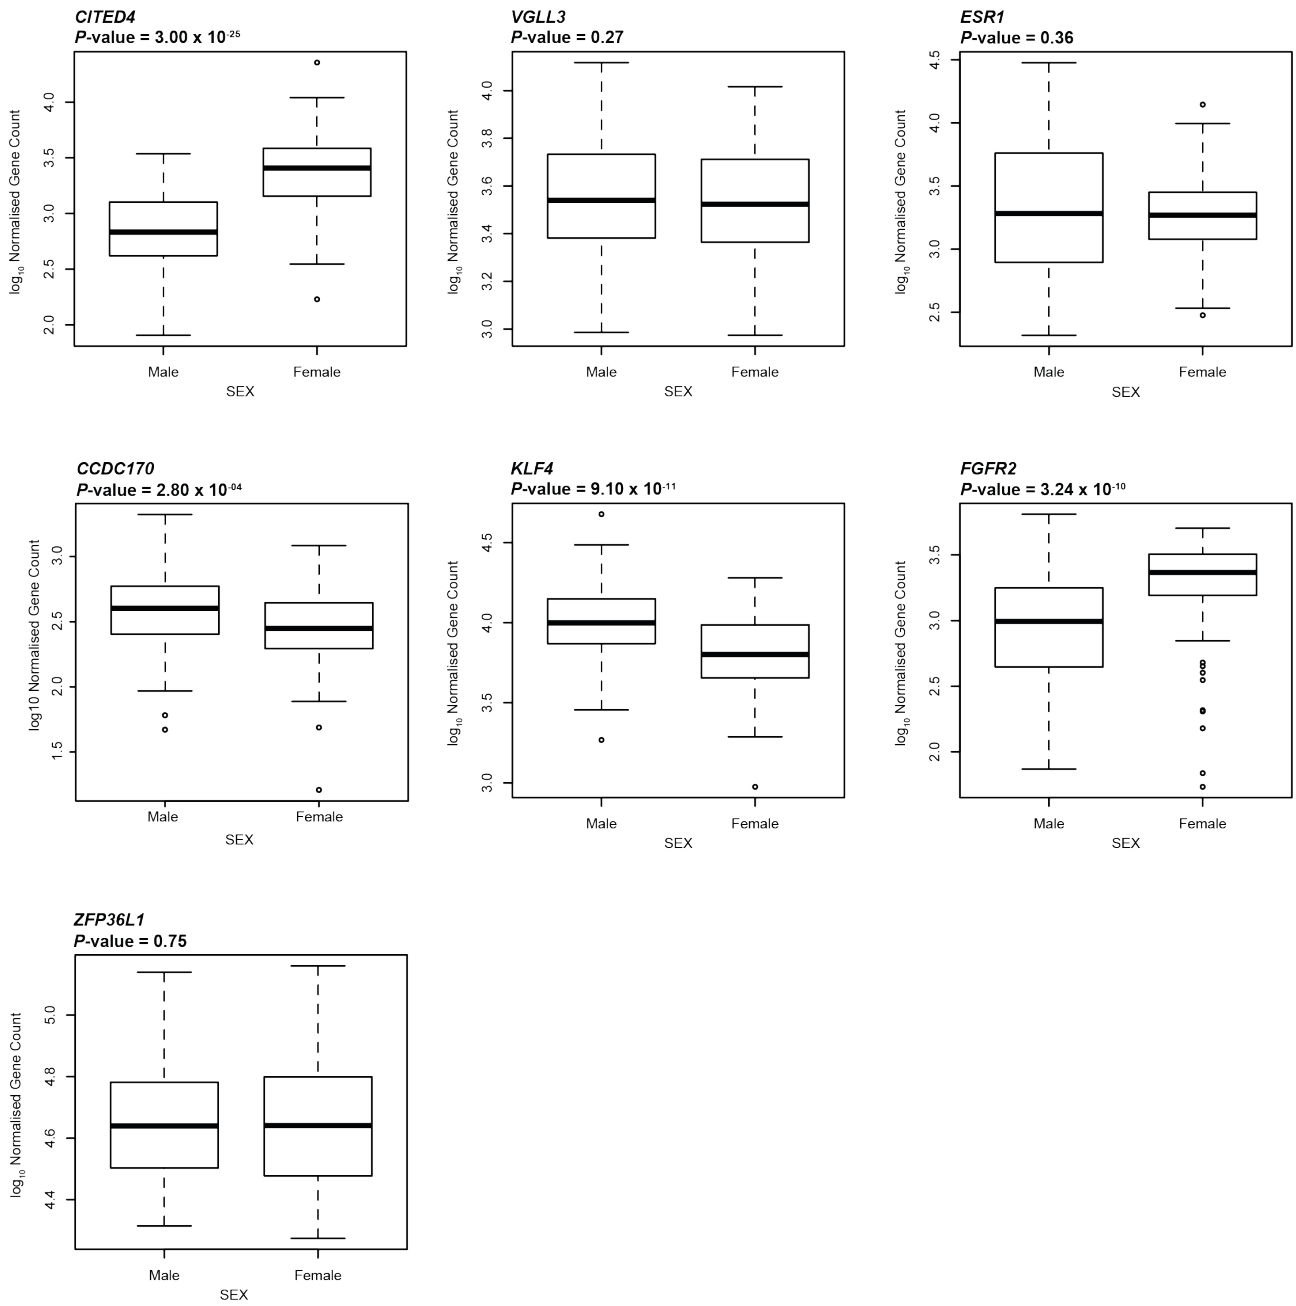 CITED4
P-value = 3.00 x 10-25
log10 Normalised Gene Count
4.0
3.5
3.0
2.5
2.0
Male
Female
SEX
VGLL3
P-value = 0.27
log10 Normalised Gene Count
4.0
3.8
3.6
3.4
3.2
3.0
Male
Female
SEX
ESR1
P-value = 0.36
log10 Normalised Gene Count
4.5
4.0
3.5
3.0
2.5
Male
Female
SEX
CCDC170
P-value = 2.80 x 10-04
log10 Normalised Gene Count
3.0
2.5
2.0
1.5
Male
Female
SEX
KLF4
P-value = 9.10 x 10-11
log10 Normalised Gene Count
4.5
4.0
3.5
3.0
Male
Female
SEX
FGFR2
P-value = 3.24 x 10-10
log10 Normalised Gene Count
3.5
3.0
2.5
2.0
Male
Female
SEX
ZFP36L1
P-value = 0.75
log10 Normalised Gene Count
5.0
4.8
4.6
4.4
Male
Female
SEX